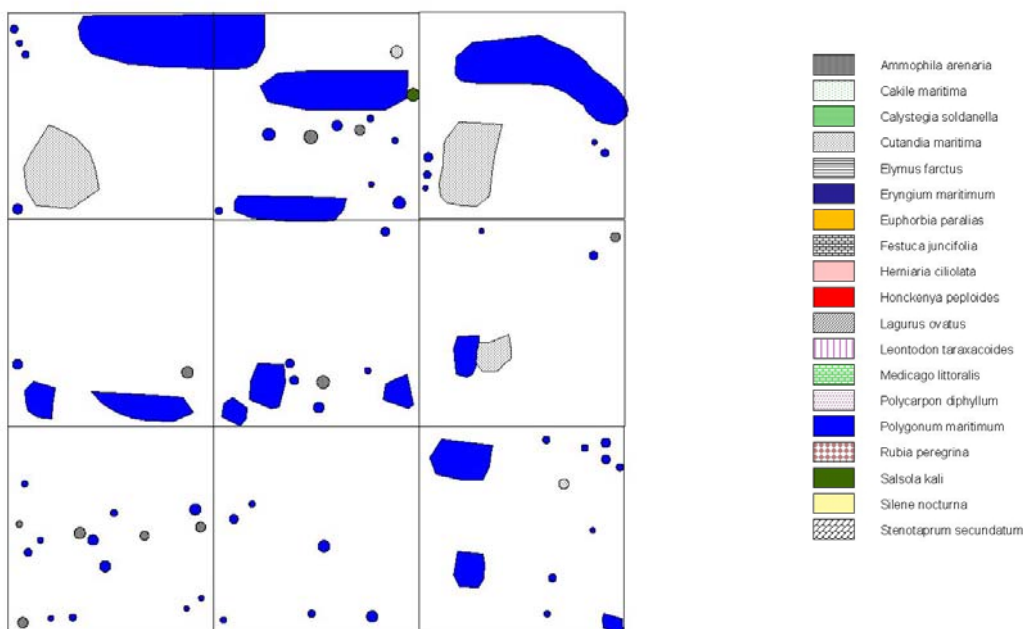 Ammophila arenaria
Cakile maritima
Calystegia soldanella
Cutandia maritima
Elymus farctus
Eryngium maritimum
Euphorbia paralias
Festuca juncifolia
Herniaria ciliolata
Honckenya peploides
Lagurus ovatus
Leontodon taraxacoides
Medicago littoralis
Polycarpon diphyllum
Polygonum maritimum
Rubia peregrina
Salsola kali
Silene nocturna
Stenotaprum secundatum